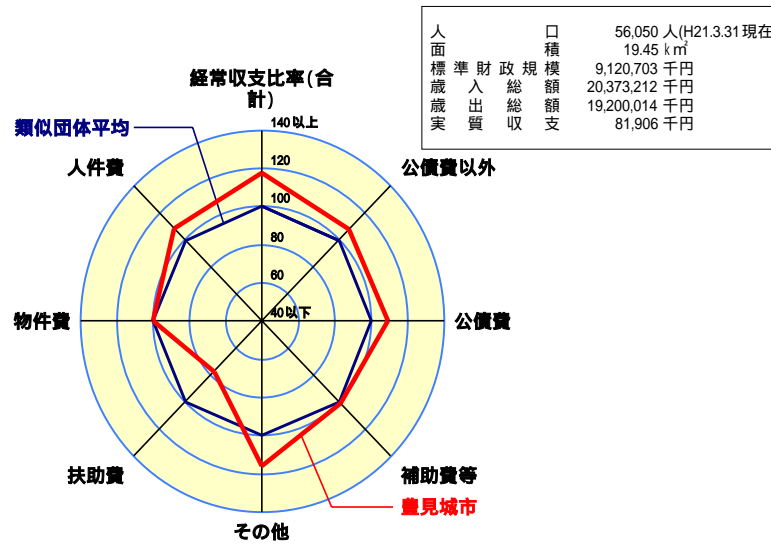 人口 56,050 人(H21.3.31現在
面積 19.45 k㎡
標準財政規模 9,120,703 千円
歳入総額 20,373,212 千円
歳出総額 19,200,014 千円
実質収支 81,906 千円
経常収支比率(合
計)
類似団体平均
140以上
人件費
120
公債費以外
100
80
60
物件費
40以下
公債費
扶助費
補助費等
豊見城市
その他